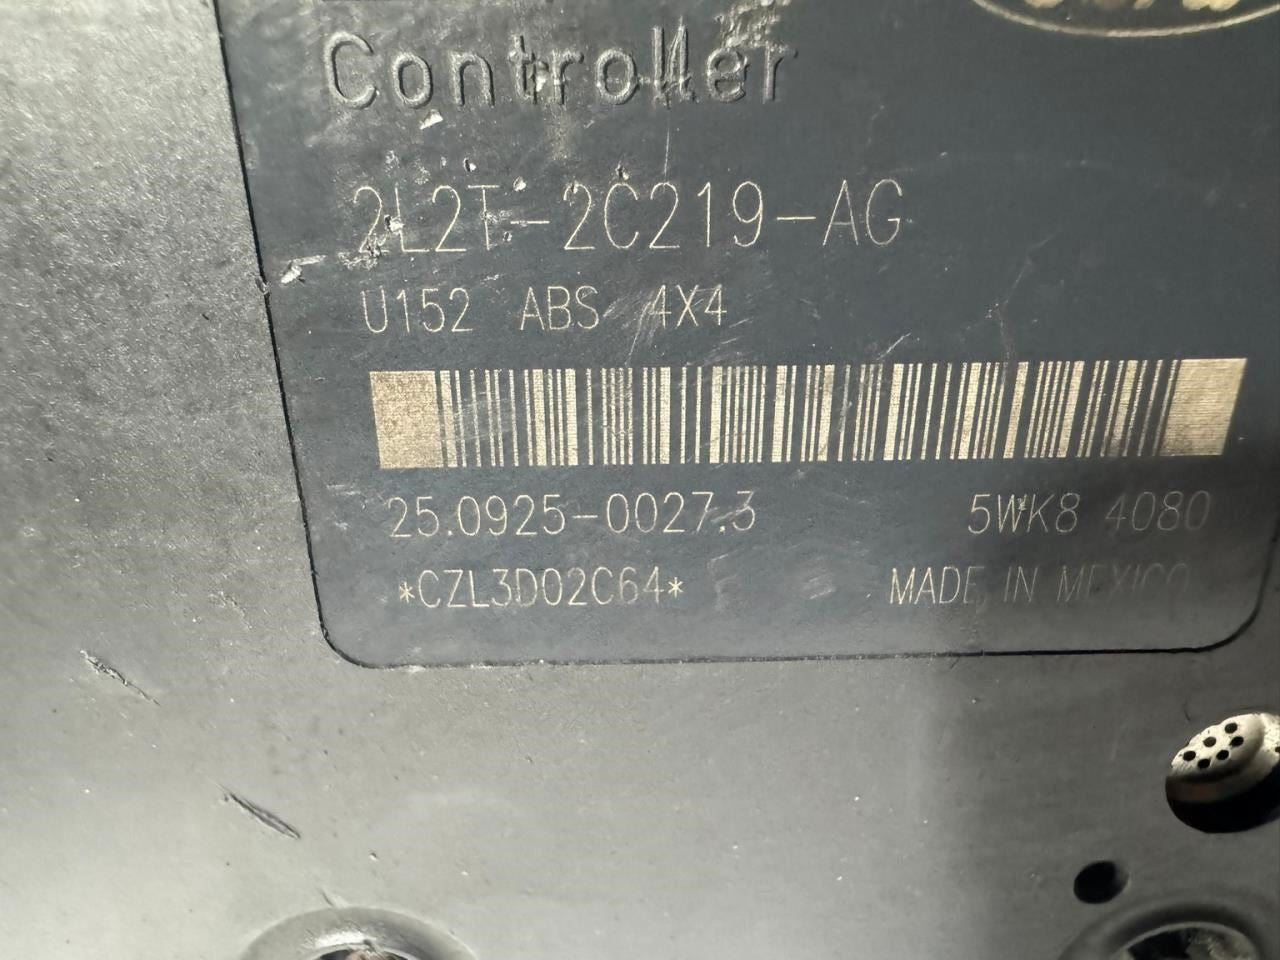 Controller
2L2T-2C219-AG
U152 ABS 4X4
25.0925-0027.3 5WK8 4080
*CZL3D02C64* MADE IN MEXICO